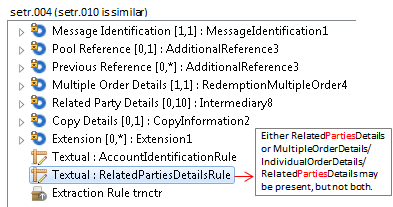 setr.004 (setr.010 is similar)
Message Identification [1,1] : MessageIdentification1
Pool Reference [0,1] : AdditionalReference3
Previous Reference [0,*] : AdditionalReference3
Multiple Order Details [1,1] : RedemptionMultipleOrder4
Related Party Details [0,10] : Intermediary8
Copy Details [0,1] : CopyInformation2
Extension [0,*] : Extension1
Textual : AccountIdentificationRule
Textual : RelatedPartiesDetailsRule
Extraction Rule trnctr
Either RelatedPartiesDetails
or MultipleOrderDetails/
IndividualOrderDetails/
RelatedPartiesDetails may
be present, but not both.